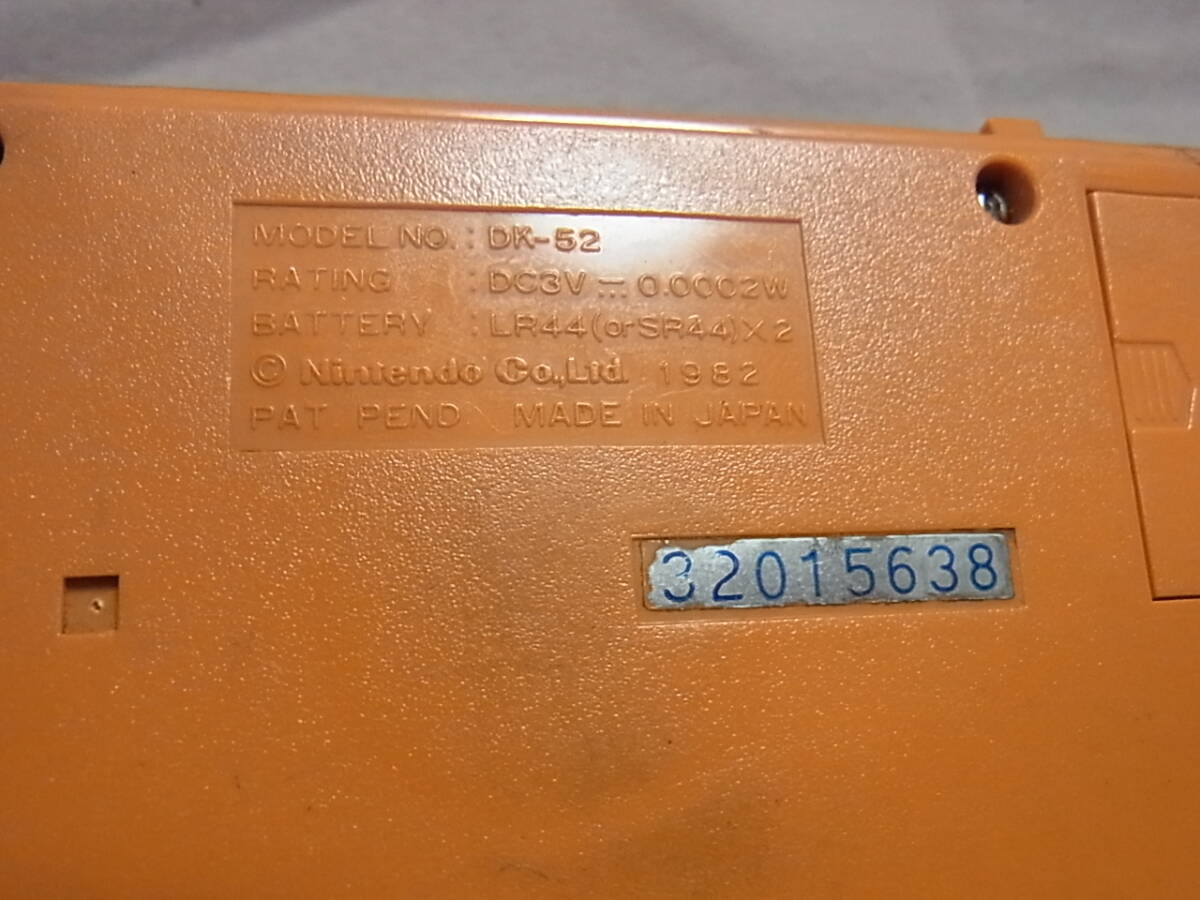 MODEL NO. : DK-52
RATING : DC3V ⎓ 0.0002W
BATTERY : LR44 (or SR44) X 2
© Nintendo Co.,Ltd. 1982
PAT PEND MADE IN JAPAN
32015638